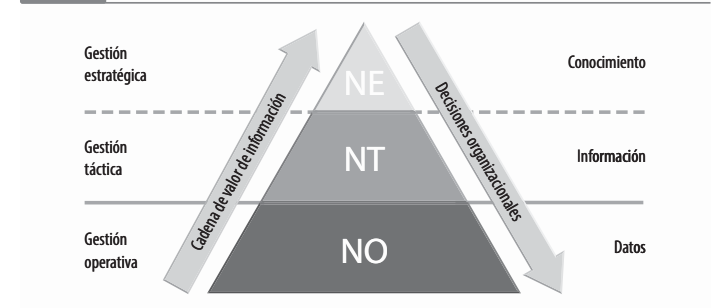 Gestión
estratégica
NE
Conocimiento
Cadena de valor de información
Decisiones organizacionales
Gestión
táctica
NT
Información
Gestión
operativa
NO
Datos